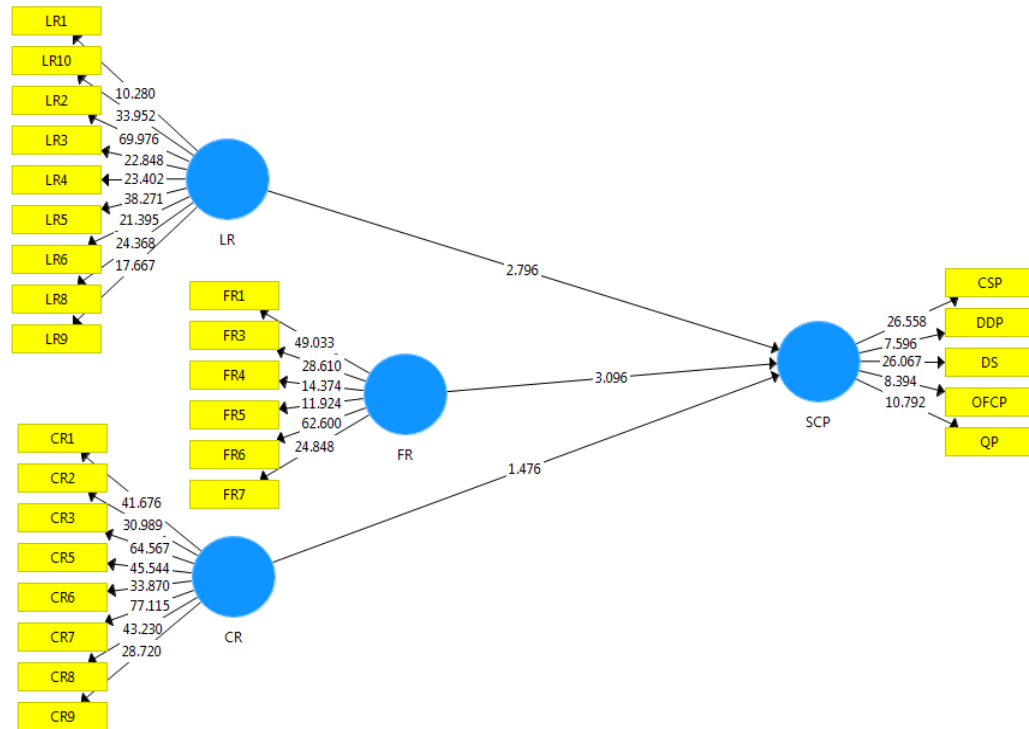 LR1
LR10
LR2
LR3
LR4
LR5
LR6
LR8
LR9
10.280
33.952
69.976
22.848
23.402
38.271
21.395
24.368
17.667
LR
2.796
FR1
FR3
FR4
FR5
FR6
FR7
49.033
28.610
14.374
11.924
62.600
24.848
FR
3.096
CR1
CR2
CR3
CR5
CR6
CR7
CR8
CR9
41.676
30.989
64.567
45.544
33.870
77.115
43.230
28.720
CR
1.476
SCP
26.558
7.596
26.067
8.394
10.792
CSP
DDP
DS
OFCP
QP